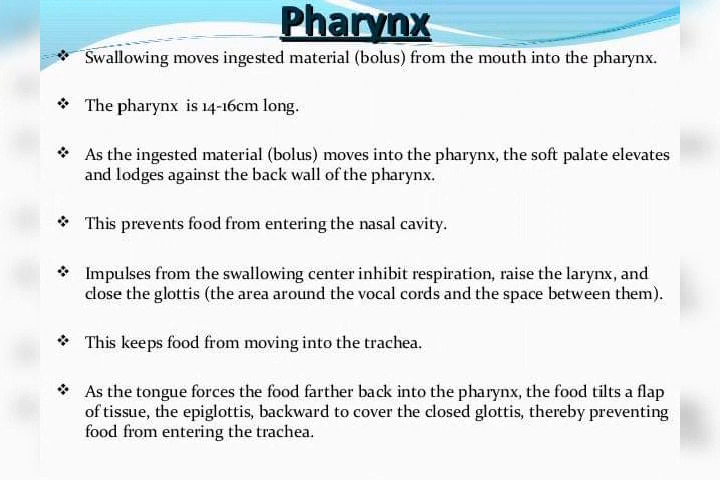 Pharynx
❖ Swallowing moves ingested material (bolus) from the mouth into the pharynx.
❖ The pharynx is 14-16cm long.
❖ As the ingested material (bolus) moves into the pharynx, the soft palate elevates
and lodges against the back wall of the pharynx.
❖ This prevents food from entering the nasal cavity.
❖ Impulses from the swallowing center inhibit respiration, raise the larynx, and
close the glottis (the area around the vocal cords and the space between them).
❖ This keeps food from moving into the trachea.
❖ As the tongue forces the food farther back into the pharynx, the food tilts a flap
of tissue, the epiglottis, backward to cover the closed glottis, thereby preventing
food from entering the trachea.